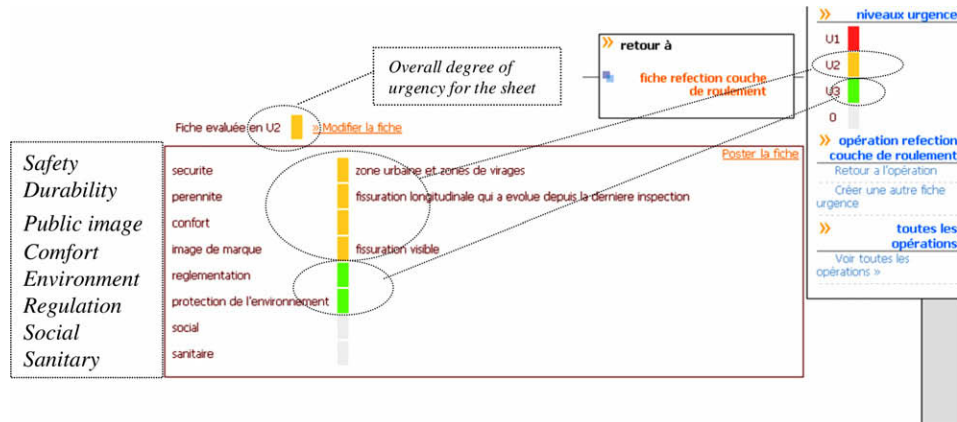 Overall degree of
urgency for the sheet
Fiche evaluée en U2
» Modifier la fiche
» retour à
fiche refection couche
de roulement
» niveaux urgence
U1
U2
U3
0
» opération refection
couche de roulement
Retour a l'opération
Créer une autre fiche
urgence
» toutes les
opérations
Voir toutes les
opérations »
Safety
Durability
Public image
Comfort
Environment
Regulation
Social
Sanitary
Poster la fiche
securite zone urbaine et zones de virages
perennite fissuration longitudinale qui a evolue depuis la derniere inspection
confort
image de marque fissuration visible
reglementation
protection de l'environnement
social
sanitaire